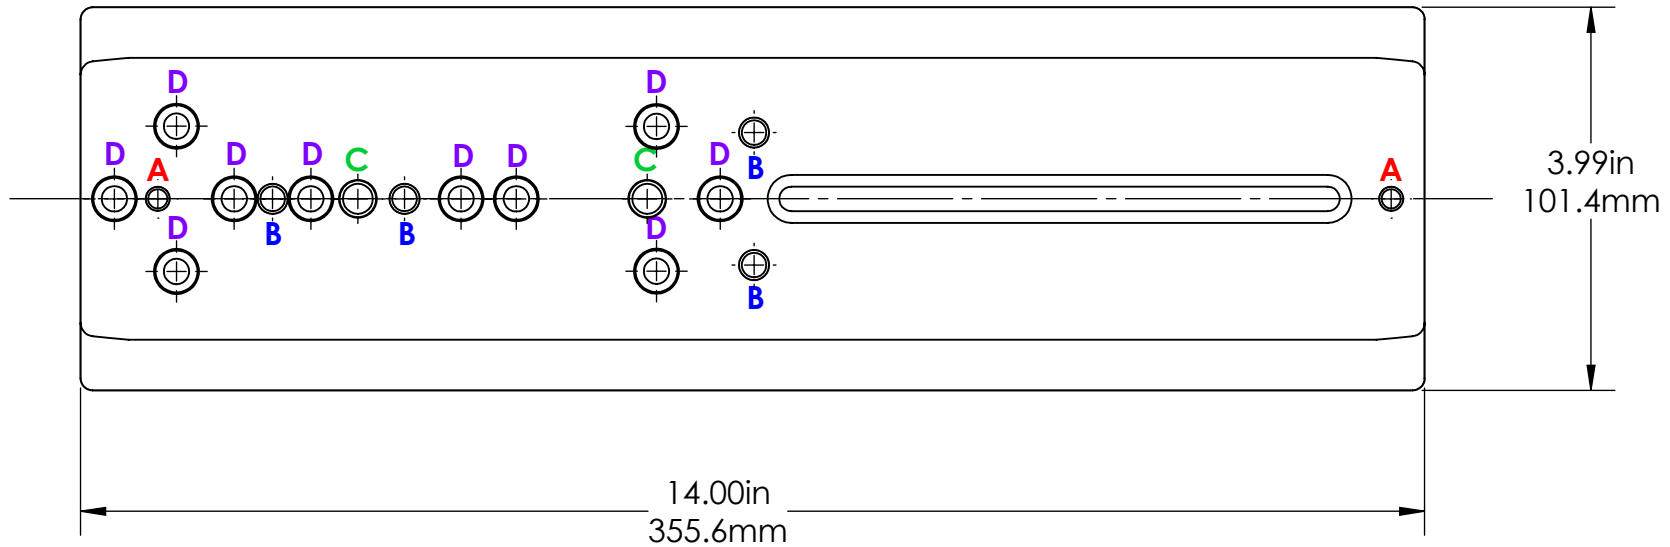 D D
D A D D C D D C D B A
D B B D B
3.99in
101.4mm
14.00in
355.6mm